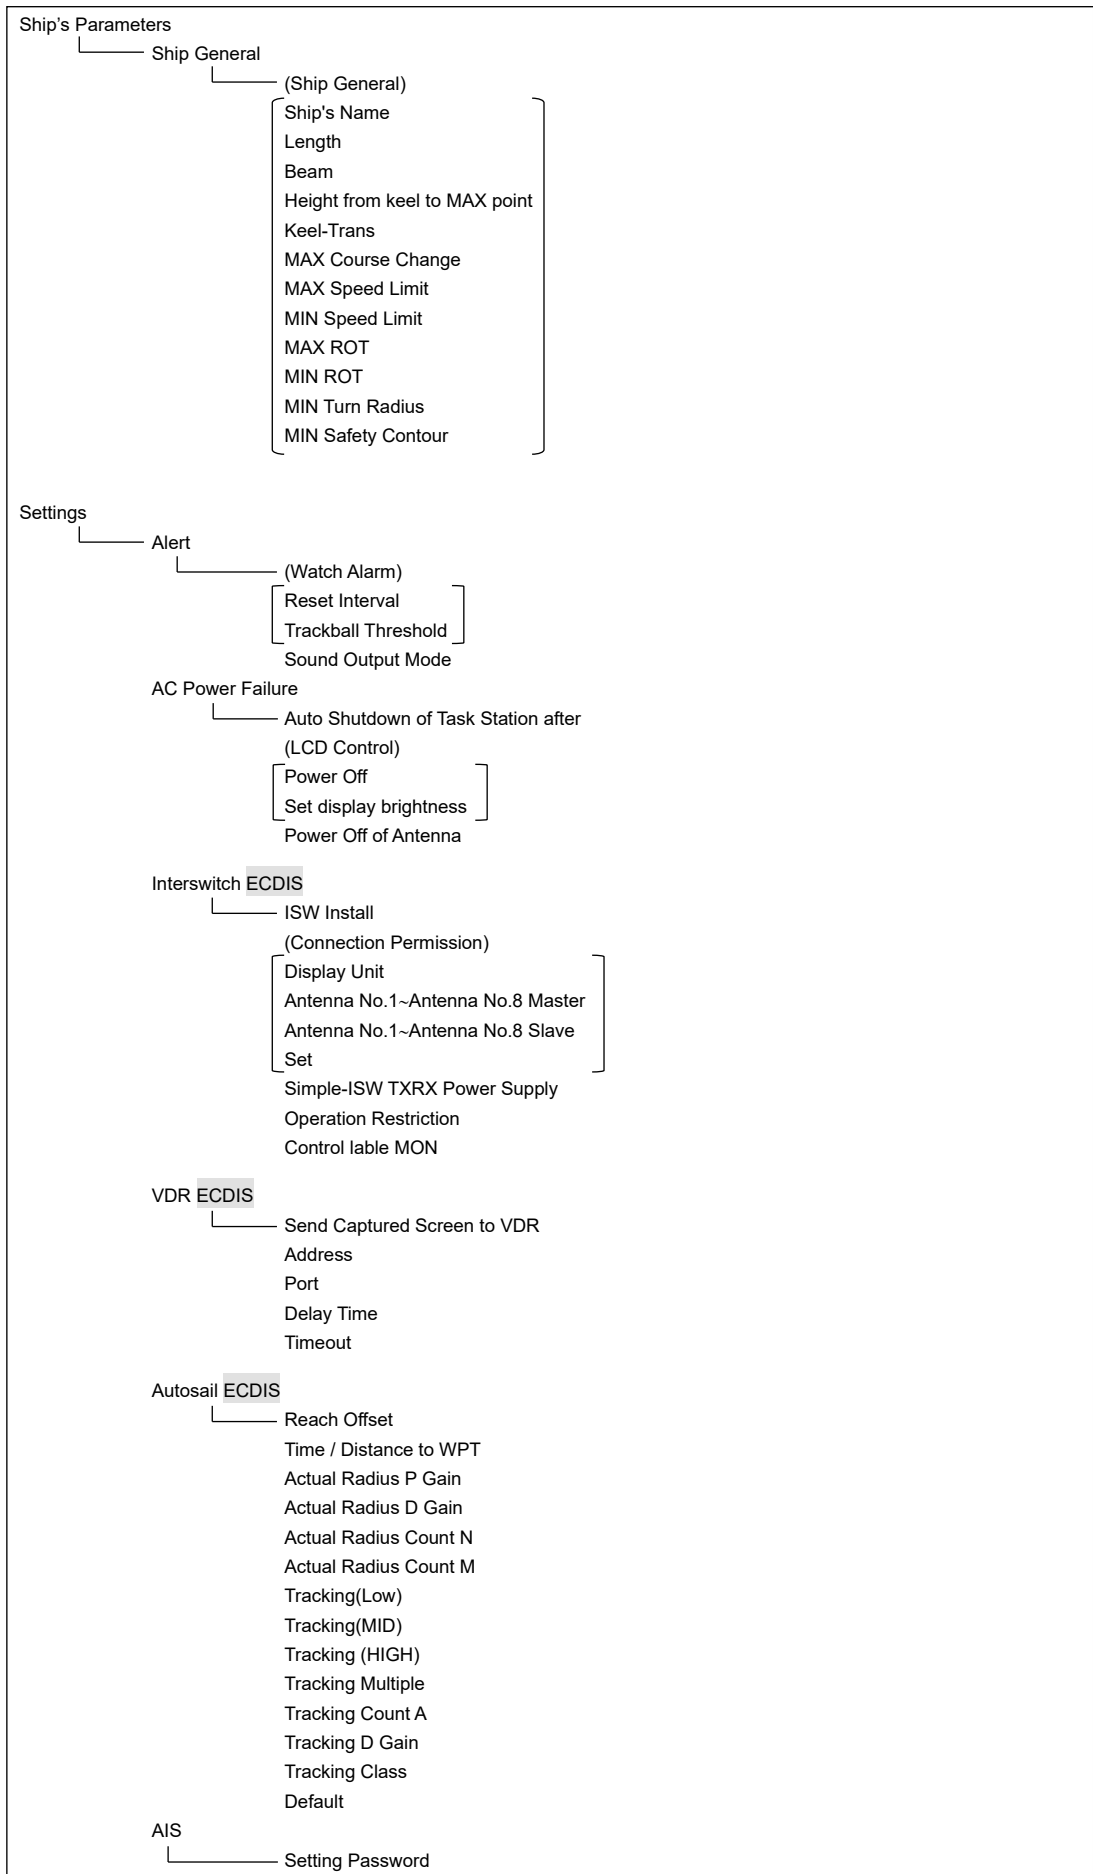 Ship's Parameters
Ship General
(Ship General)
Ship's Name
Length
Beam
Height from keel to MAX point
Keel-Trans
MAX Course Change
MAX Speed Limit
MIN Speed Limit
MAX ROT
MIN ROT
MIN Turn Radius
MIN Safety Contour
Settings
Alert
(Watch Alarm)
Reset Interval
Trackball Threshold
Sound Output Mode
AC Power Failure
Auto Shutdown of Task Station after
(LCD Control)
Power Off
Set display brightness
Power Off of Antenna
Interswitch ECDIS
ISW Install
(Connection Permission)
Display Unit
Antenna No.1~Antenna No.8 Master
Antenna No.1~Antenna No.8 Slave
Set
Simple-ISW TXRX Power Supply
Operation Restriction
Control lable MON
VDR ECDIS
Send Captured Screen to VDR
Address
Port
Delay Time
Timeout
Autosail ECDIS
Reach Offset
Time / Distance to WPT
Actual Radius P Gain
Actual Radius D Gain
Actual Radius Count N
Actual Radius Count M
Tracking(Low)
Tracking(MID)
Tracking (HIGH)
Tracking Multiple
Tracking Count A
Tracking D Gain
Tracking Class
Default
AIS
Setting Password